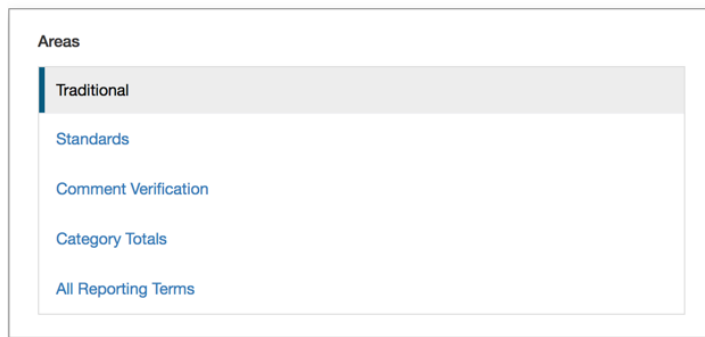 Areas
Traditional
Standards
Comment Verification
Category Totals
All Reporting Terms